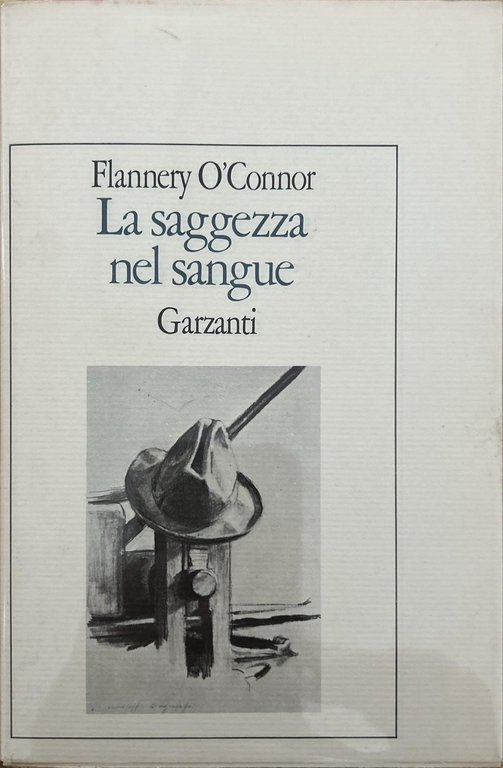 Flannery O'Connor
La saggezza
nel sangue
Garzanti